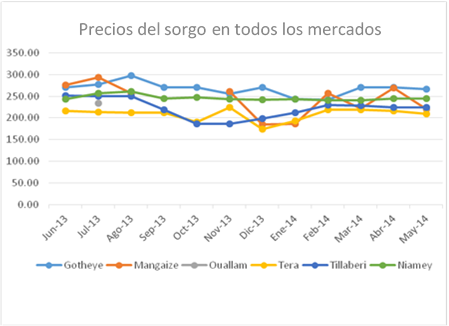 Precios del sorgo en todos los mercados
350.00
300.00
250.00
200.00
150.00
100.00
50.00
0.00
Jun-13 Jul-13 Ago-13 Sep-13 Oct-13 Nov-13 Dic-13 Ene-14 Feb-14 Mar-14 Abr-14 May-14
Gotheye Mangaize Ouallam Tera Tillaberi Niamey